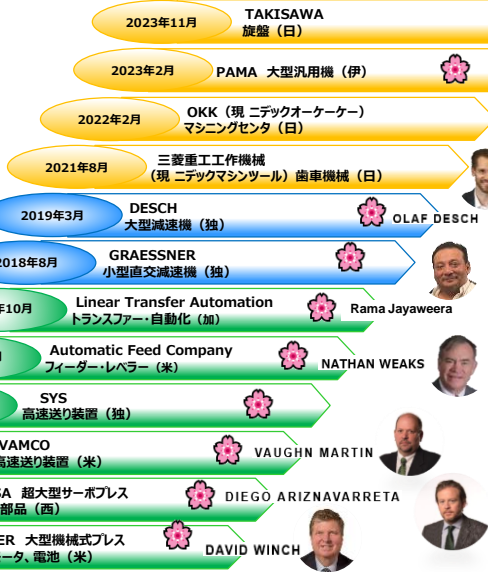 2023年11月
TAKISAWA
旋盤（日）
2023年2月
PAMA 大型汎用機（伊）
2022年2月
OKK（現 ニデックオーケーケー）
マシニングセンタ（日）
2021年8月
三菱重工工作機械
（現 ニデックマシンツール）歯車機械（日）
2019年3月
DESCH
大型減速機（独）
OLAF DESCH
2018年8月
GRAESSNER
小型直交減速機（独）
年10月
Linear Transfer Automation
トランスファー・自動化（加）
Rama Jayaweera
Automatic Feed Company
フィーダー・レベラー（米）
NATHAN WEAKS
SYS
高速送り装置（独）
VAMCO
高速送り装置（米）
VAUGHN MARTIN
SA 超大型サーボプレス
部品（西）
DIEGO ARIZNAVARRETA
ER 大型機械式プレス
ータ、電池（米）
DAVID WINCH